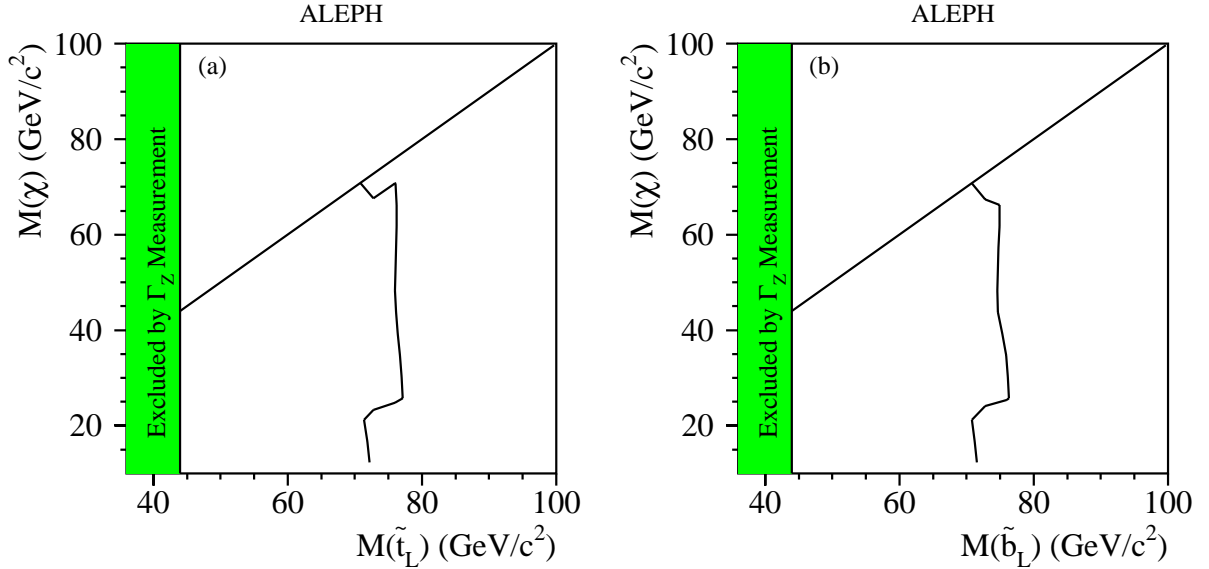 ALEPH
(a)
M(χ) (GeV/c²)
100
80
60
40
20
Excluded by Γ_Z Measurement
40 60 80 100
M(t̃_L) (GeV/c²)
ALEPH
(b)
M(χ) (GeV/c²)
100
80
60
40
20
Excluded by Γ_Z Measurement
40 60 80 100
M(b̃_L) (GeV/c²)